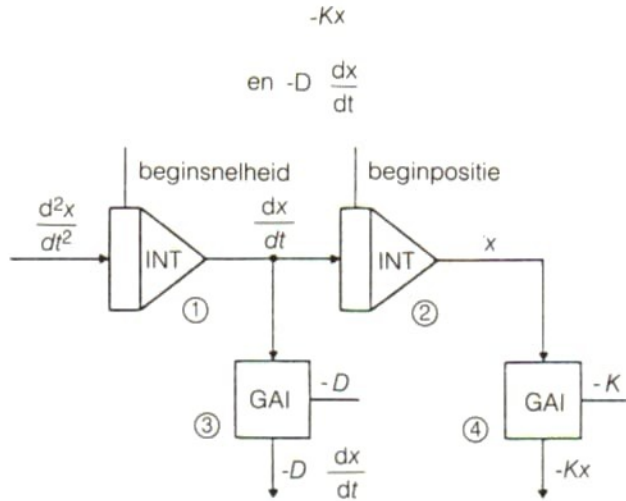 -Kx
en -D dx/dt
beginsnelheid beginpositie
d²x/dt² dx/dt x
INT INT
① ②
GAI -D GAI -K
③ ④
-D dx/dt -Kx